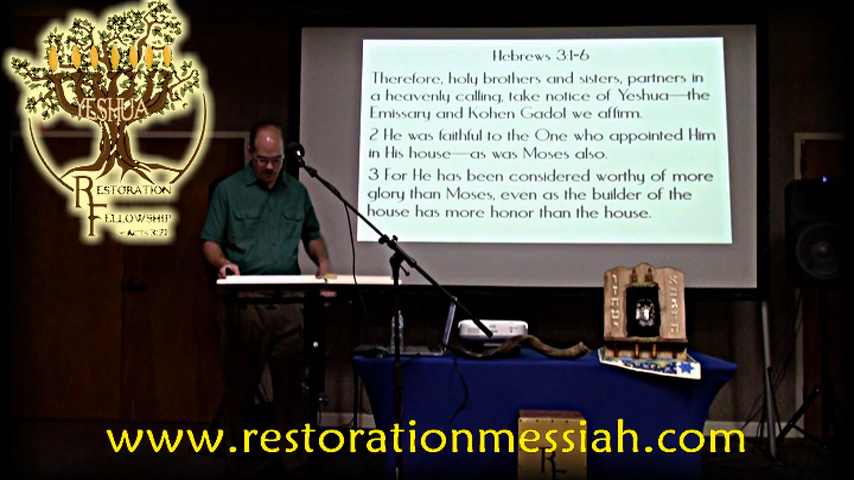 YESHUA
RESTORATION
FELLOWSHIP
Hebrews 3:1-6
Therefore, holy brothers and sisters, partners in
a heavenly calling, take notice of Yeshua—the
Emissary and Kohen Gadol we affirm.
2 He was faithful to the One who appointed Him
in His house—as was Moses also.
3 For He has been considered worthy of more
glory than Moses, even as the builder of the
house has more honor than the house.
RF
www.restorationmessiah.com